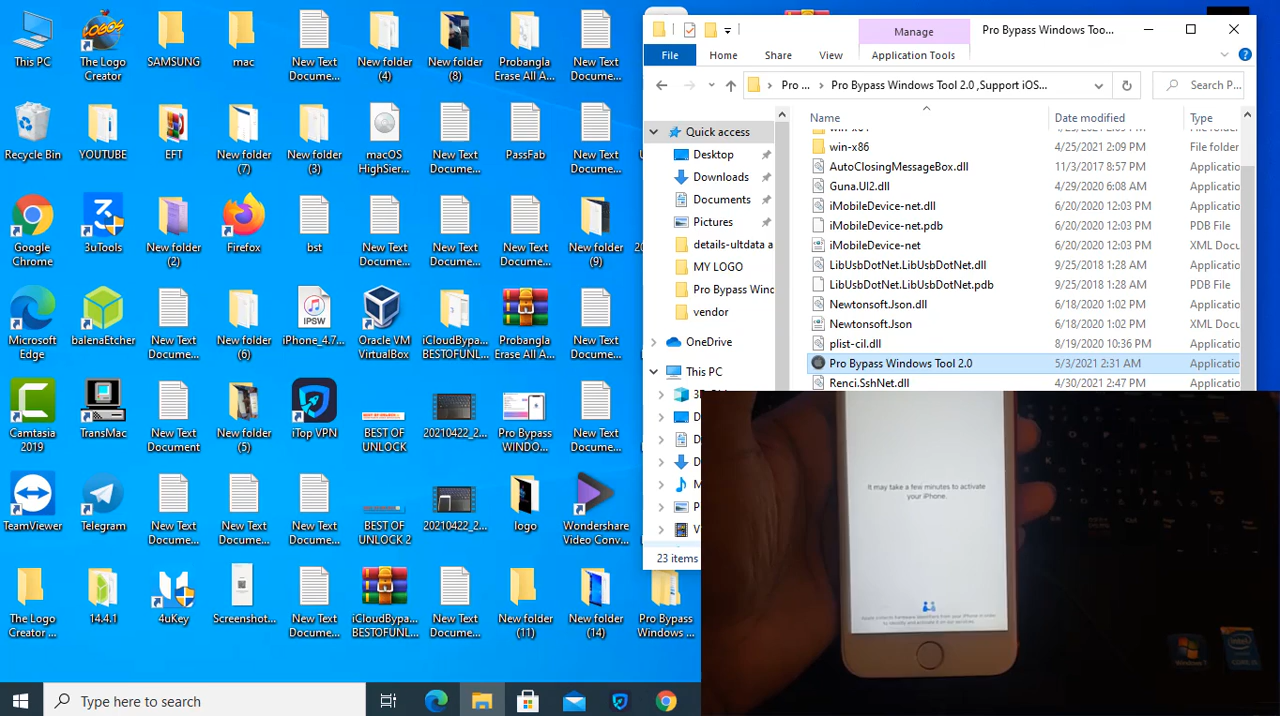 This PC
The Logo
Creator
SAMSUNG
mac
New Text
Docume...
New folder
(4)
New folder
(8)
Probangla
Erase All A...
New Text
Docume...
Recycle Bin
YOUTUBE
EFT
New folder
(7)
New folder
(3)
macOS
HighSier...
New Text
Docume...
PassFab
New Text
Docume...
Google
Chrome
3uTools
New folder
(2)
Firefox
bst
New Text
Docume...
New Text
Docume...
New Text
Docume...
New folder
(9)
Microsoft
Edge
balenaEtcher
New Text
Docume...
New folder
(6)
IPSW
iPhone_4.7...
Oracle VM
VirtualBox
iCloudBypa...
BESTOFUNL...
Probangla
Erase All A...
New Text
Docume...
Camtasia
2019
TransMac
New Text
Document
New folder
(5)
iTop VPN
BEST OF
UNLOCK
20210422_2...
Pro Bypass
WINDO...
New Text
Docume...
TeamViewer
Telegram
New Text
Docume...
New Text
Docume...
New Text
Docume...
BEST OF
UNLOCK 2
20210422_2...
logo
Wondershare
Video Conv...
The Logo
Creator ...
14.4.1
4uKey
Screenshot...
New Text
Docume...
iCloudBypa...
BESTOFUNL...
New Text
Docume...
New folder
(11)
New folder
(14)
Pro Bypass
Windows ...
Type here to search
Manage
Pro Bypass Windows Too...
File
Home
Share
View
Application Tools
Pro ...
Pro Bypass Windows Tool 2.0 ,Support iOS...
Search P...
Quick access
Desktop
Downloads
Documents
Pictures
details-ultdata a
MY LOGO
Pro Bypass Winc
vendor
OneDrive
This PC
23 items
Name
Date modified
Type
win-x86 4/25/2021 2:09 PM File folder
AutoClosingMessageBox.dll 11/3/2017 8:57 PM Applicatio
Guna.UI2.dll 4/29/2020 6:08 AM Applicatio
iMobileDevice-net.dll 6/20/2020 12:03 PM Applicatio
iMobileDevice-net.pdb 6/20/2020 12:03 PM PDB File
iMobileDevice-net 6/20/2020 12:03 PM XML Docu
LibUsbDotNet.LibUsbDotNet.dll 9/25/2018 1:28 AM Applicatio
LibUsbDotNet.LibUsbDotNet.pdb 9/25/2018 1:28 AM PDB File
Newtonsoft.Json.dll 6/18/2020 1:02 PM Applicatio
Newtonsoft.Json 6/18/2020 1:02 PM XML Docu
plist-cil.dll 8/19/2020 10:36 PM Applicatio
Pro Bypass Windows Tool 2.0 5/3/2021 2:31 AM Applicatio
Renci.SshNet.dll 4/30/2021 2:47 PM Applicatio
It may take a few minutes to activate
your iPhone.
Windows 7